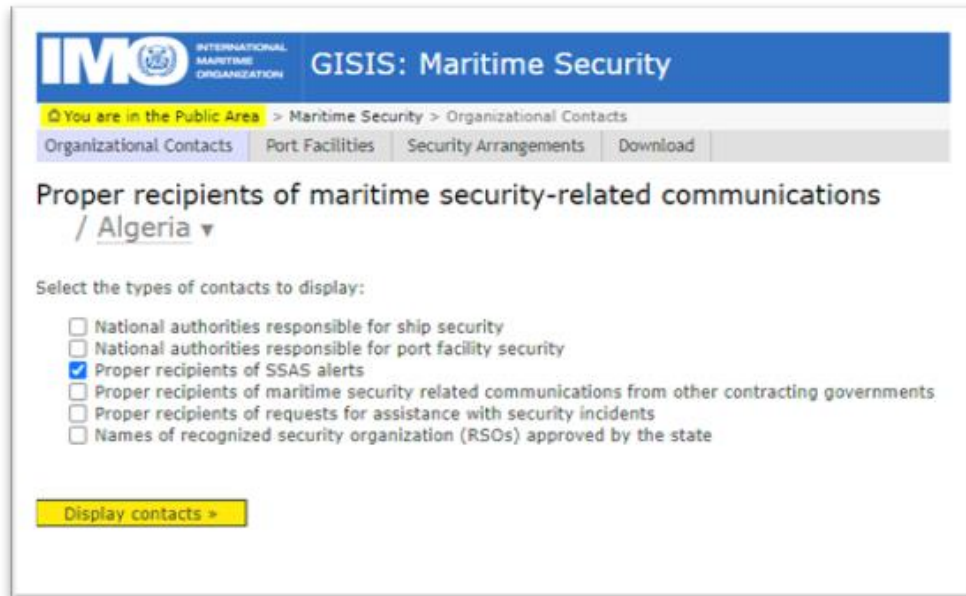 IMO
INTERNATIONAL
MARITIME
ORGANIZATION
GISIS: Maritime Security
You are in the Public Area > Maritime Security > Organizational Contacts
Organizational Contacts Port Facilities Security Arrangements Download
Proper recipients of maritime security-related communications
/ Algeria ▼
Select the types of contacts to display:
National authorities responsible for ship security
National authorities responsible for port facility security
Proper recipients of SSAS alerts
Proper recipients of maritime security related communications from other contracting governments
Proper recipients of requests for assistance with security incidents
Names of recognized security organization (RSOs) approved by the state
Display contacts »